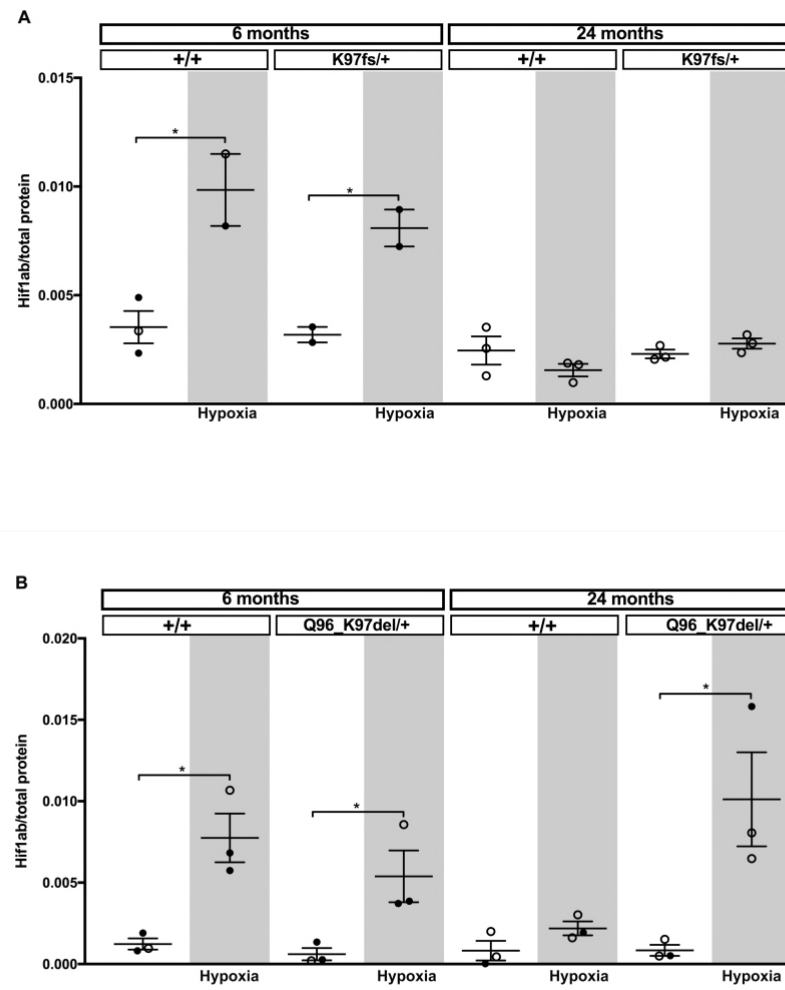 A
6 months 24 months
+/+ K97fs/+ +/+ K97fs/+
0.015
* 
0.010
*
Hif1ab/total protein
0.005
0.000
Hypoxia Hypoxia Hypoxia Hypoxia
B
6 months 24 months
+/+ Q96_K97del/+ +/+ Q96_K97del/+
0.020
*
0.015
*
Hif1ab/total protein
0.010
*
0.005
0.000
Hypoxia Hypoxia Hypoxia Hypoxia